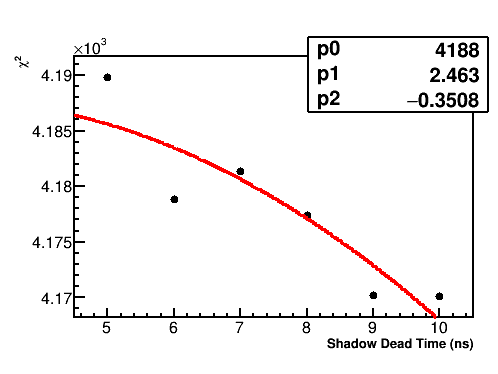 ×10³
χ²
p0 4188
p1 2.463
p2 −0.3508
4.19
4.185
4.18
4.175
4.17
5 6 7 8 9 10
Shadow Dead Time (ns)